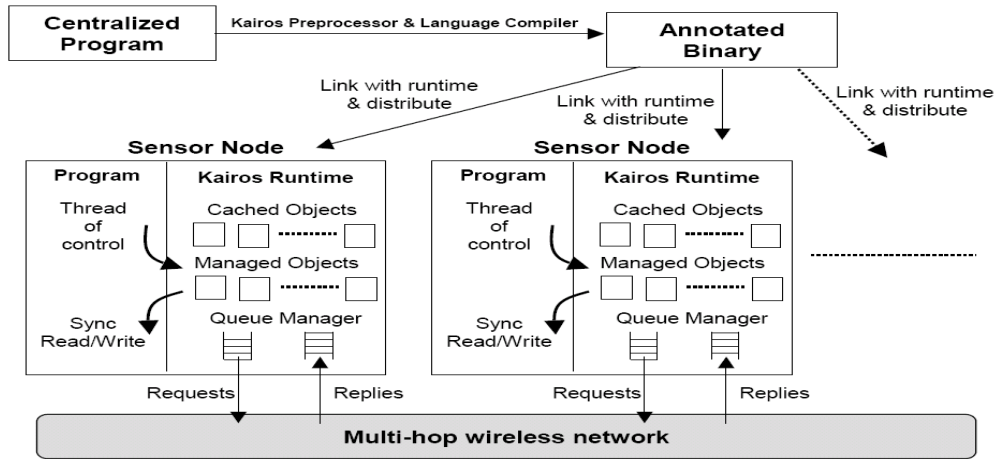 Centralized
Program
Kairos Preprocessor & Language Compiler
Annotated
Binary
Link with runtime
& distribute
Link with runtime
& distribute
Link with runtime
& distribute
Sensor Node
Program
Kairos Runtime
Thread
of
control
Cached Objects
Managed Objects
Sync
Read/Write
Queue Manager
Requests
Replies
Sensor Node
Program
Kairos Runtime
Thread
of
control
Cached Objects
Managed Objects
Sync
Read/Write
Queue Manager
Requests
Replies
Multi-hop wireless network